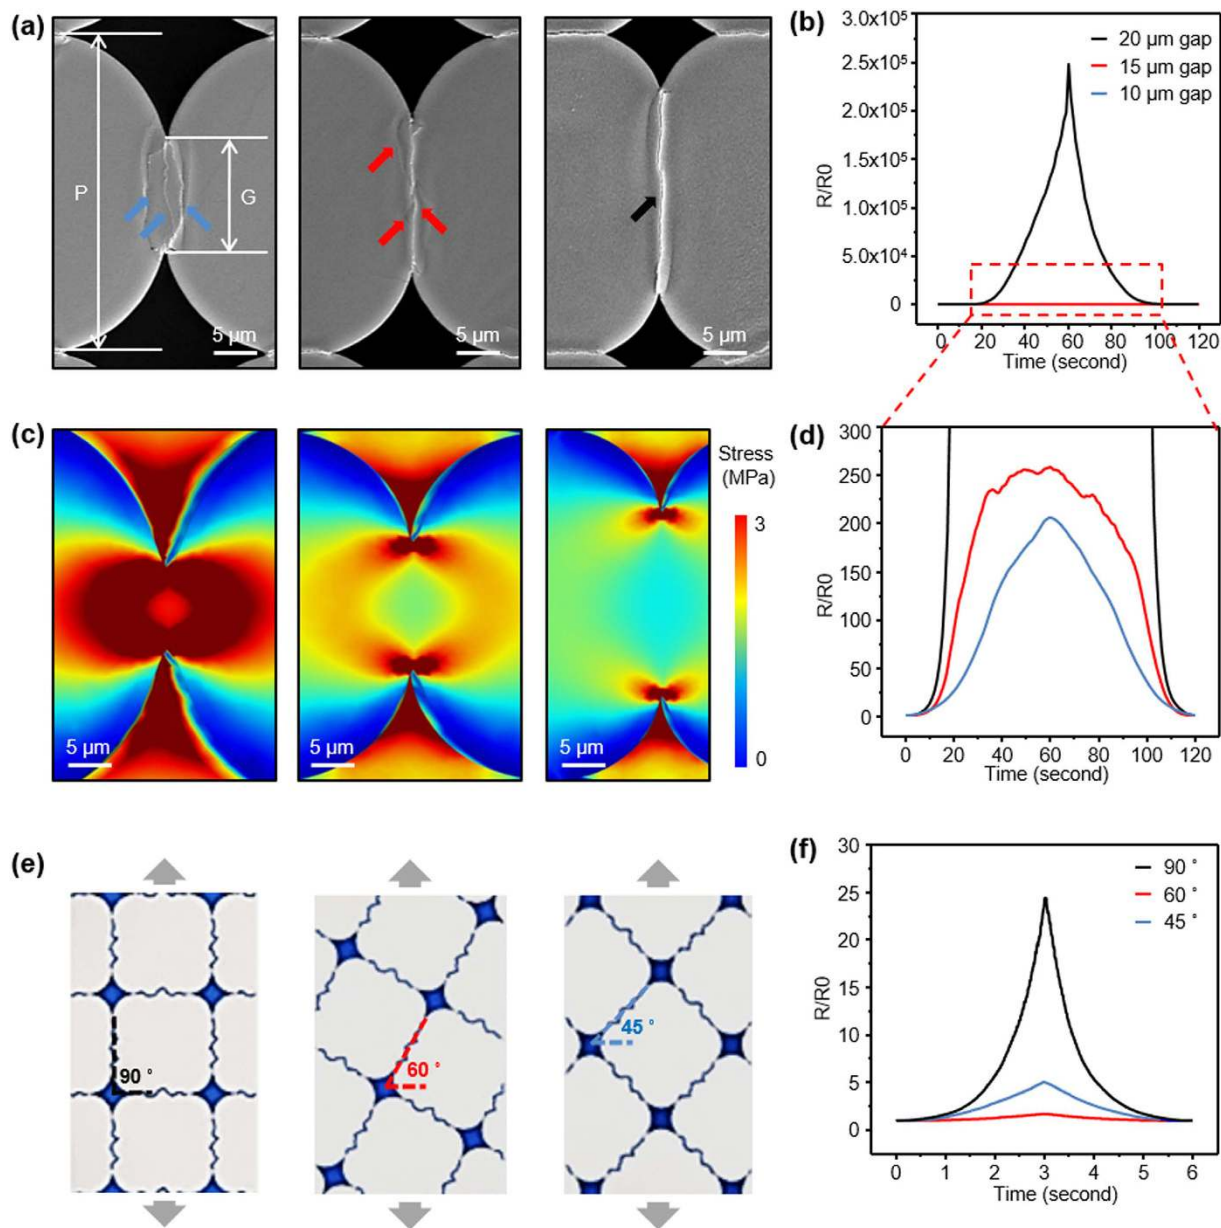 (a)
P
G
5 µm
5 µm
5 µm
(b)
3.0x10⁵
2.5x10⁵
2.0x10⁵
1.5x10⁵
1.0x10⁵
5.0x10⁴
0
R/R0
20 µm gap
15 µm gap
10 µm gap
0 20 40 60 80 100 120
Time (second)
(c)
5 µm
5 µm
5 µm
Stress
(MPa)
3
0
(d)
300
250
200
150
100
50
0
R/R0
0 20 40 60 80 100 120
Time (second)
(e)
90 °
60 °
45 °
(f)
30
25
20
15
10
5
0
R/R0
90 °
60 °
45 °
0 1 2 3 4 5 6
Time (second)